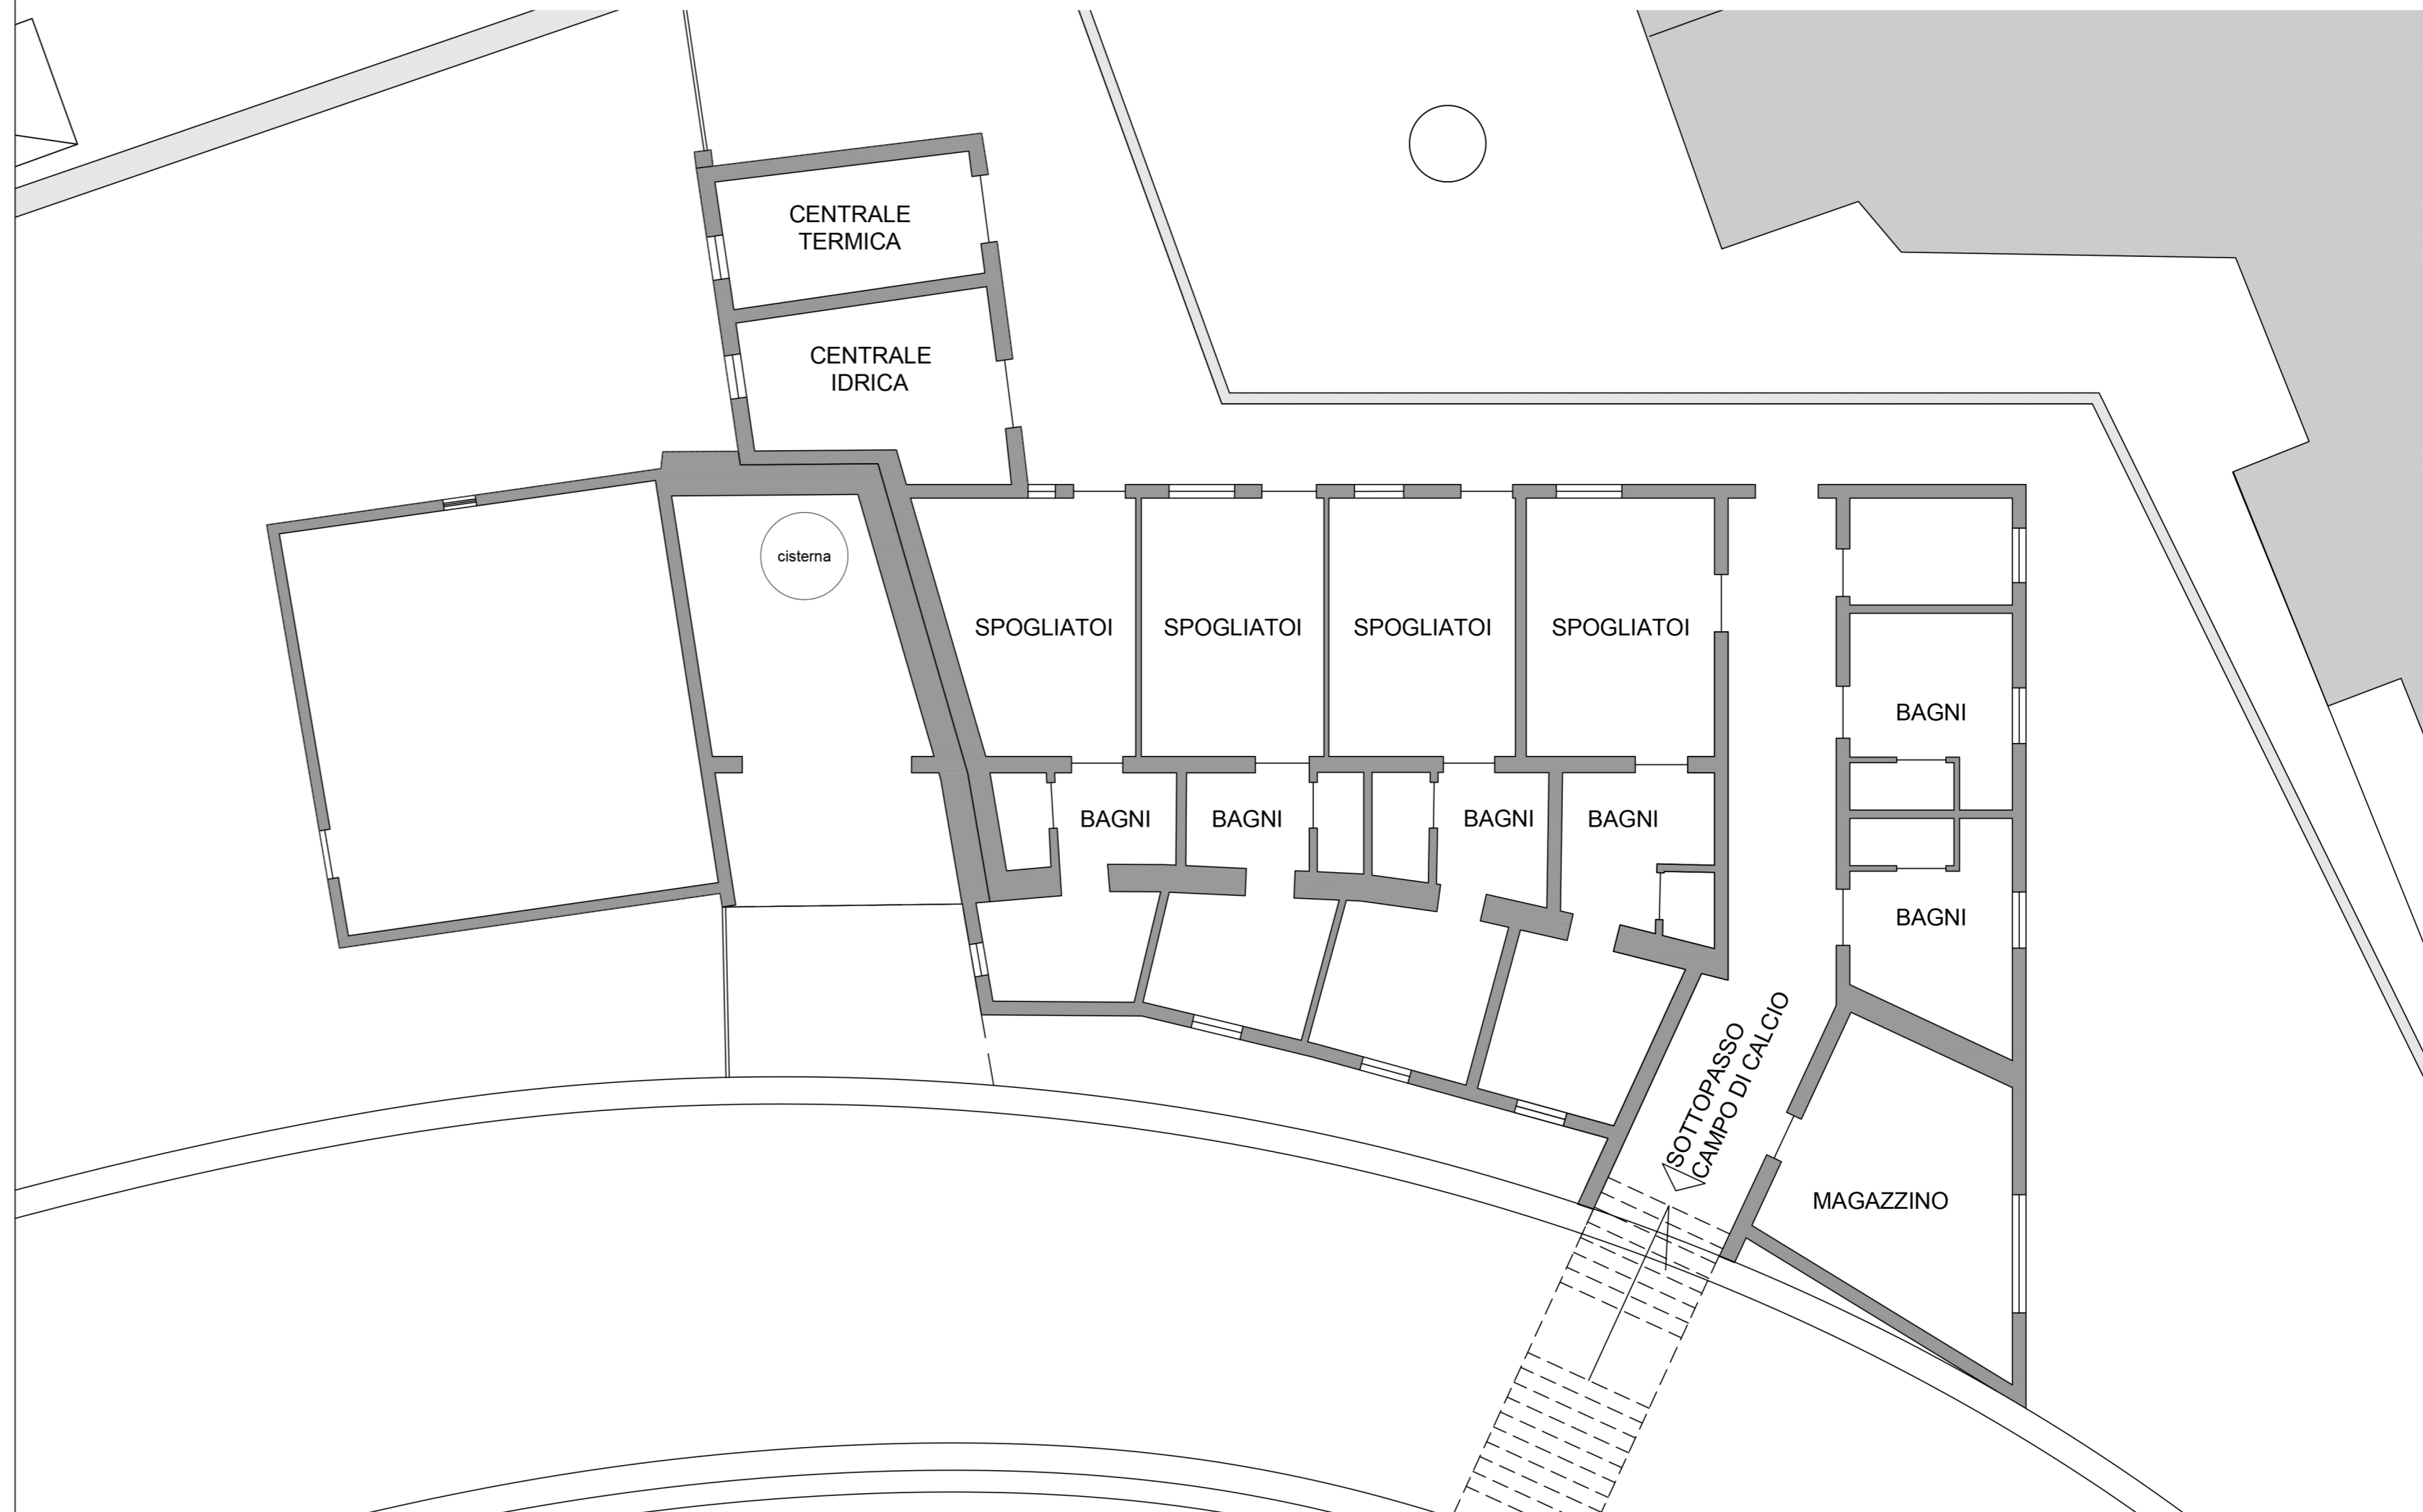 CENTRALE
TERMICA
CENTRALE
IDRICA
cisterna
SPOGLIATOI
SPOGLIATOI
SPOGLIATOI
SPOGLIATOI
BAGNI
BAGNI
BAGNI
BAGNI
BAGNI
BAGNI
SOTTOPASSO
CAMPO DI CALCIO
MAGAZZINO